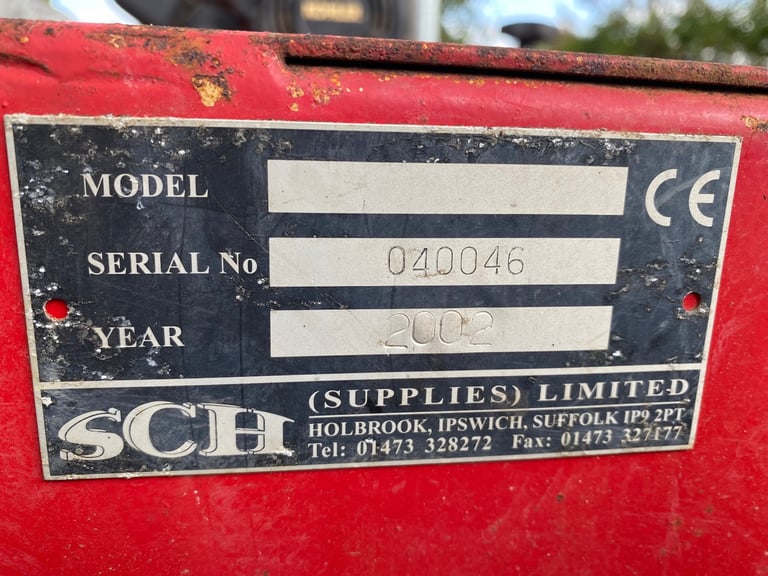 MODEL
CE
SERIAL No 040046
YEAR 2002
SCH (SUPPLIES) LIMITED
HOLBROOK, IPSWICH, SUFFOLK IP9 2PT
Tel: 01473 328272 Fax: 01473 327177